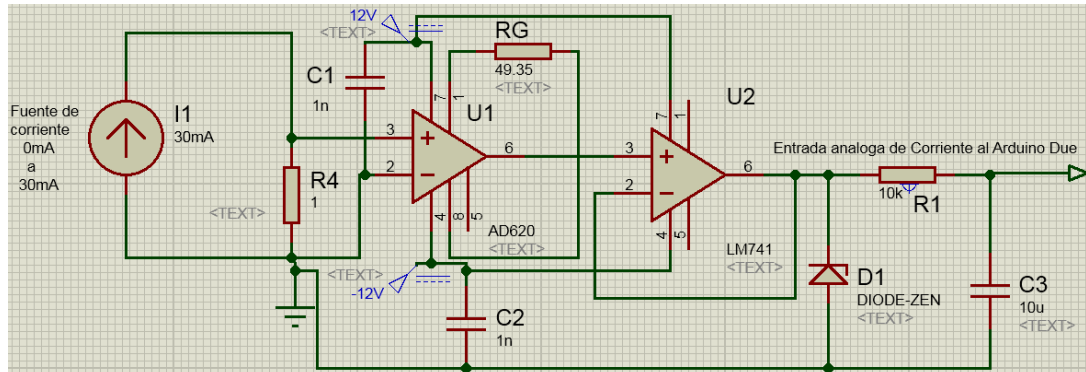 12V
<TEXT>
RG
49.35
<TEXT>
C1
1n
<TEXT>
7
1
U1
U2
7
1
Fuente de
corriente
0mA
a
30mA
I1
30mA
3
2
6
3
2
6
Entrada analoga de Corriente al Arduino Due
R4
1
<TEXT>
4
8
5
AD620
<TEXT>
4
5
LM741
<TEXT>
10k
R1
<TEXT>
<TEXT>
-12V
C2
1n
<TEXT>
D1
DIODE-ZEN
<TEXT>
C3
10u
<TEXT>